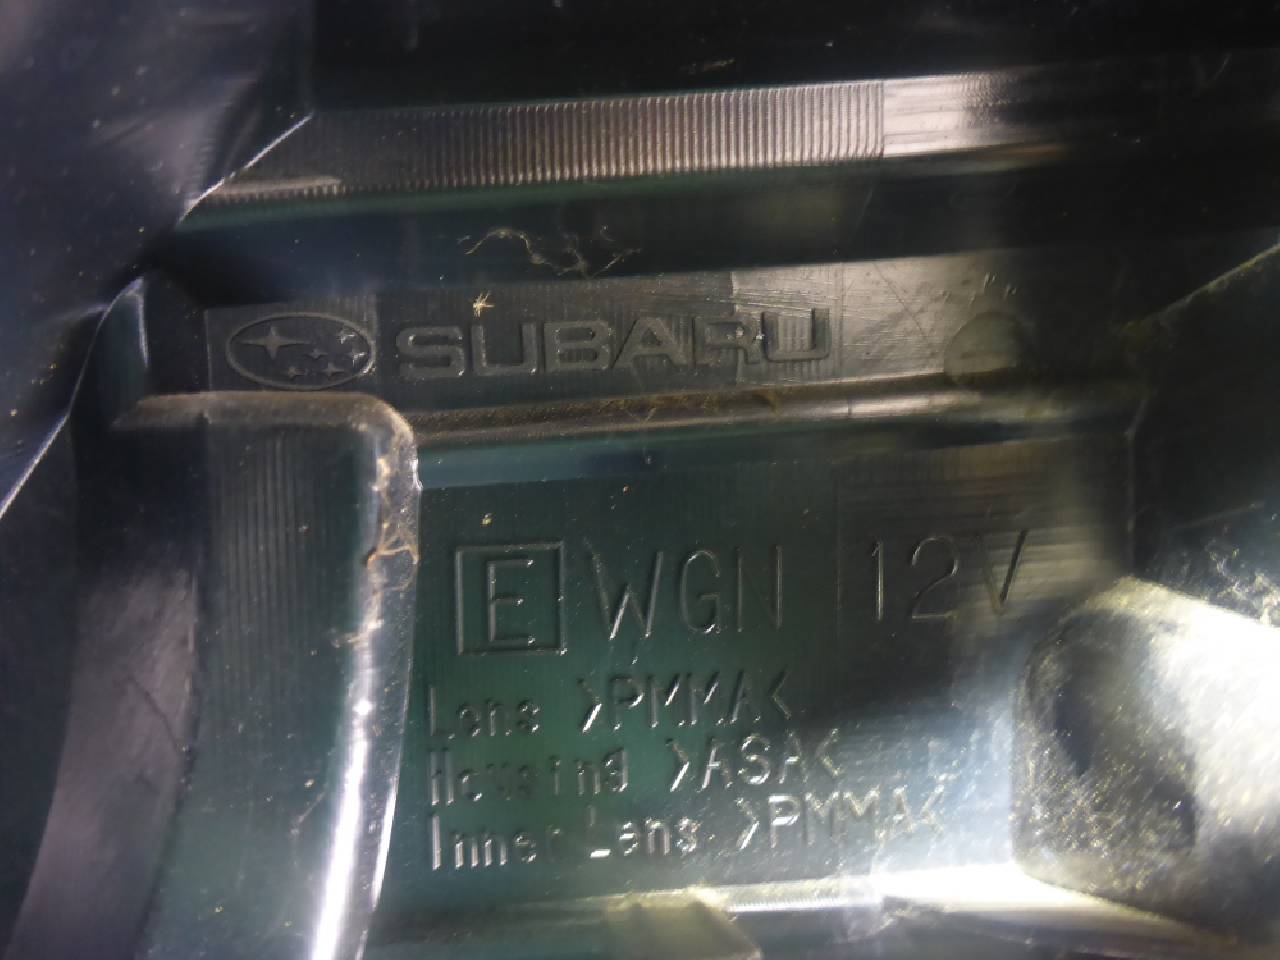 SUBARU
E WGN 12V
Lens >PMMA<
Housing >ASA<
Inner Lens >PMMA<